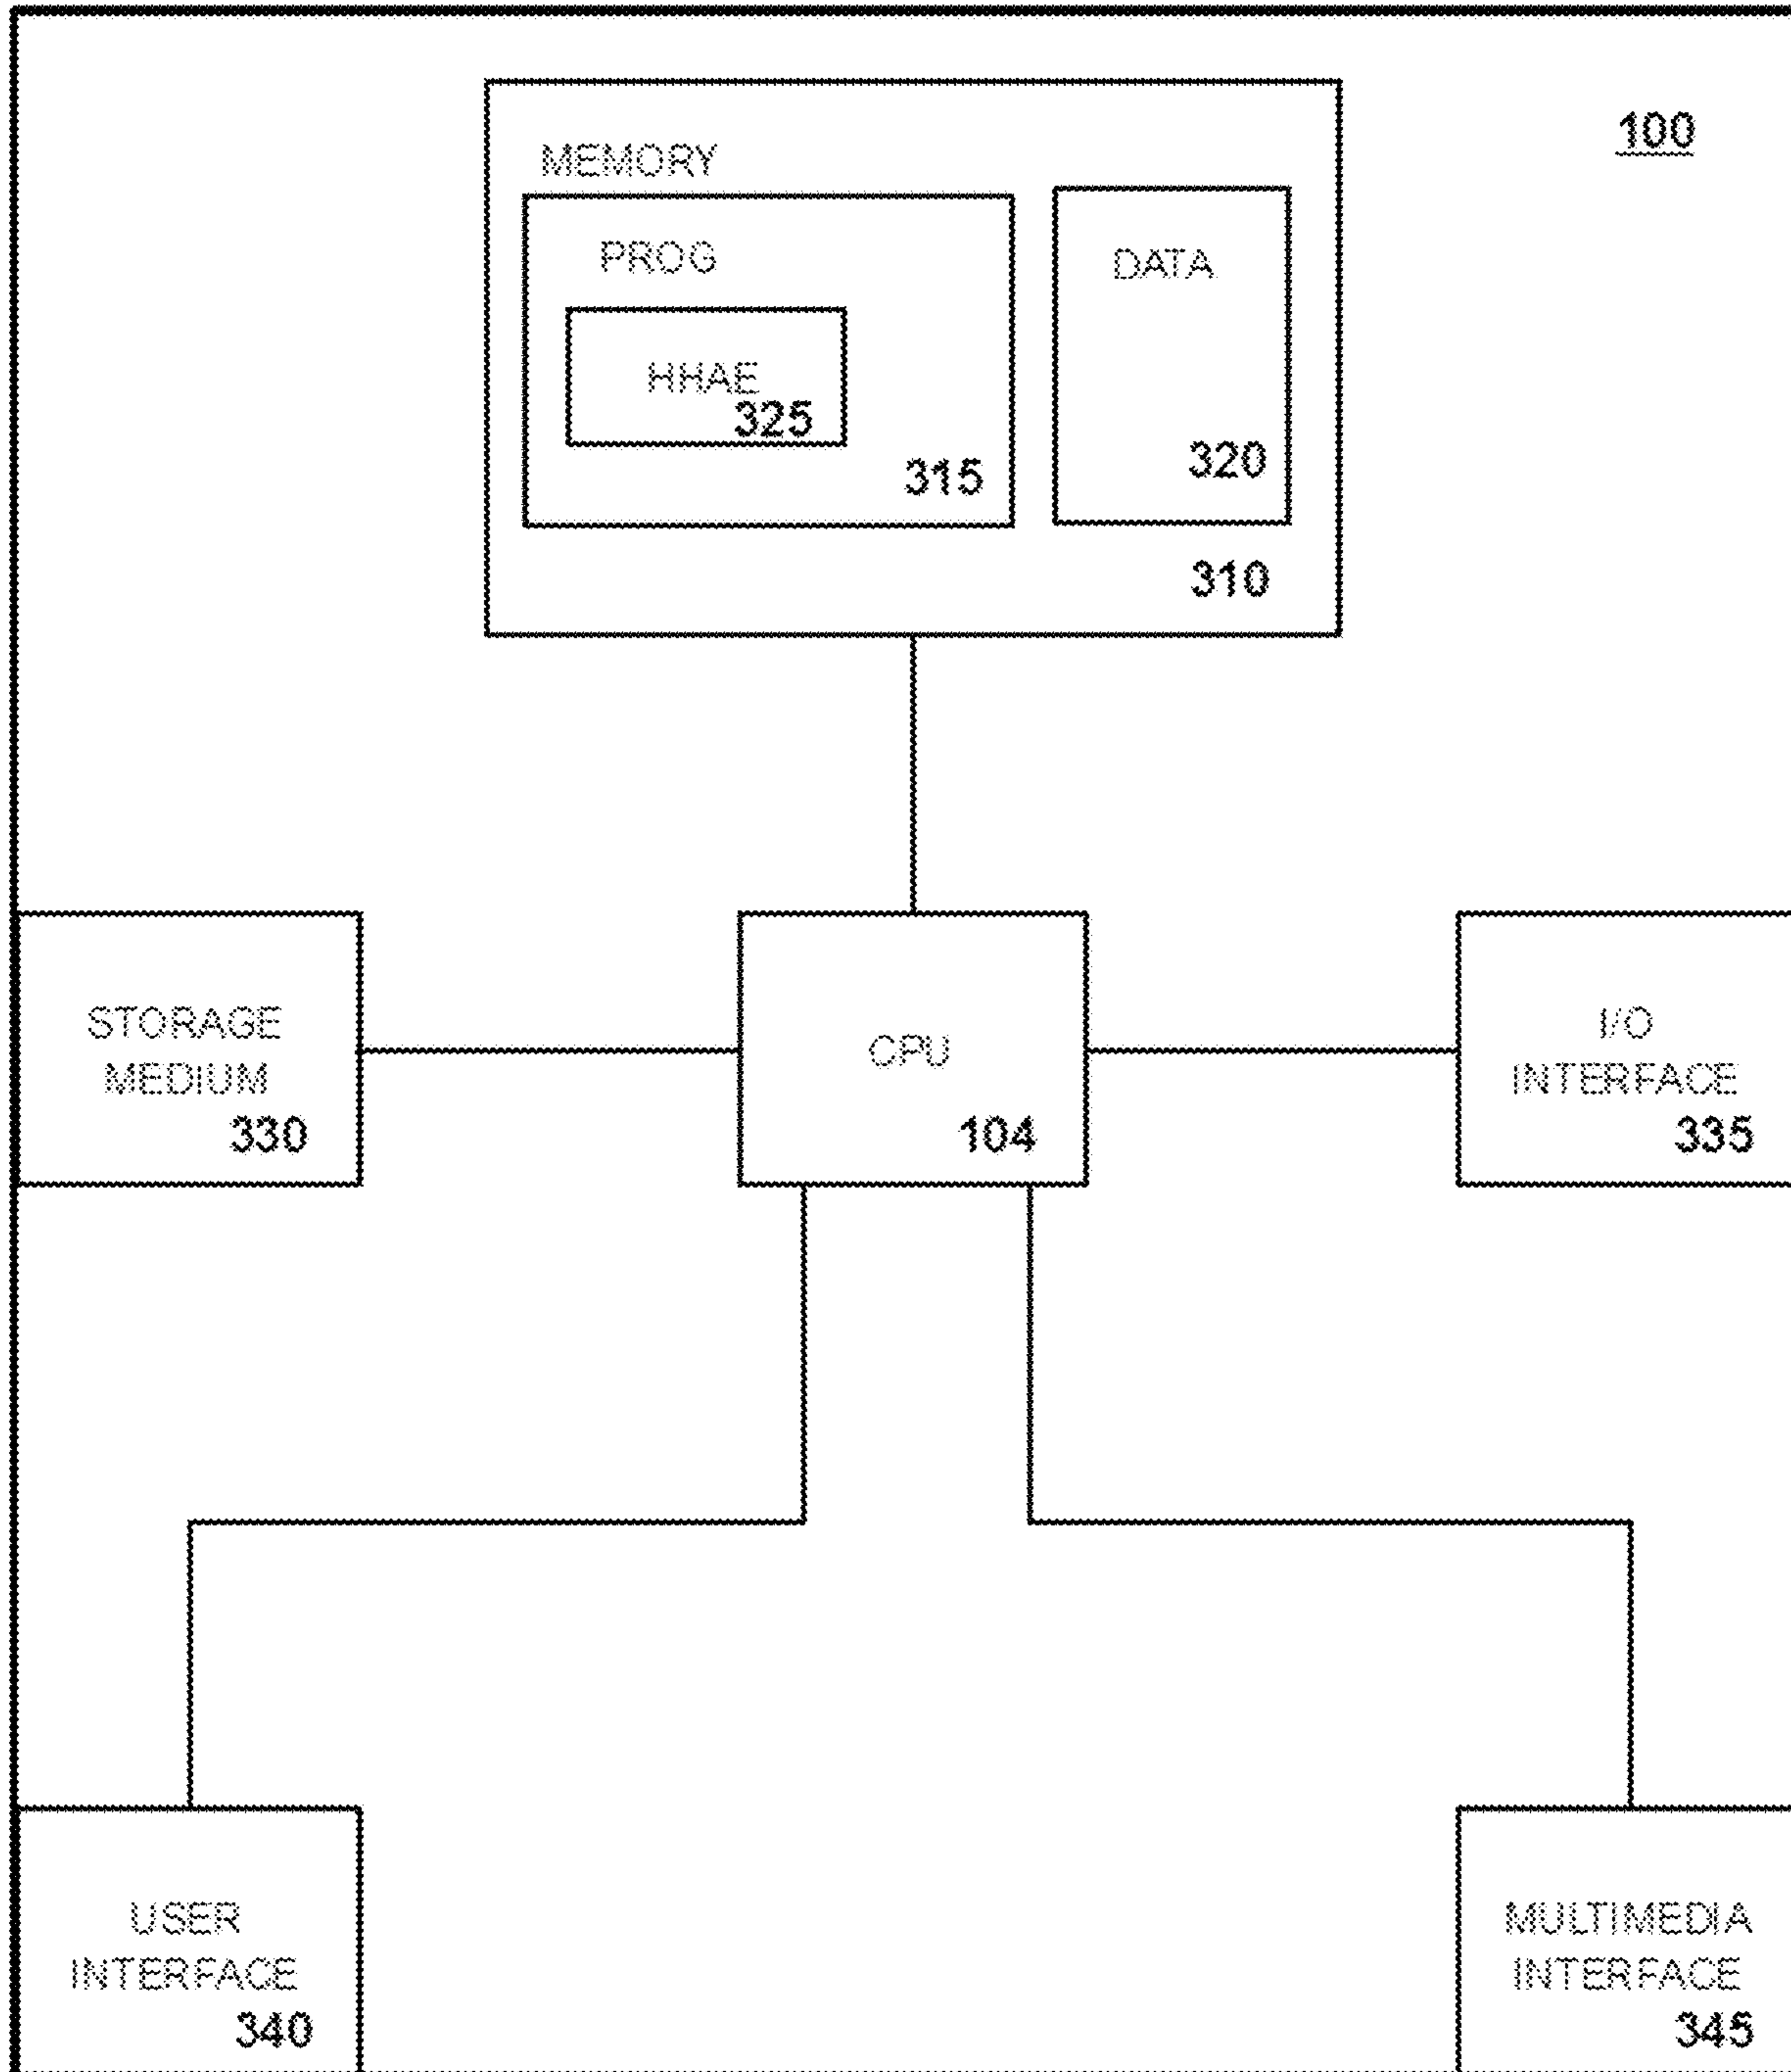 100
MEMORY
PROG
DATA
HHAE
325
315
320
310
STORAGE
MEDIUM
330
CPU
104
I/O
INTERFACE
335
USER
INTERFACE
340
MULTIMEDIA
INTERFACE
345